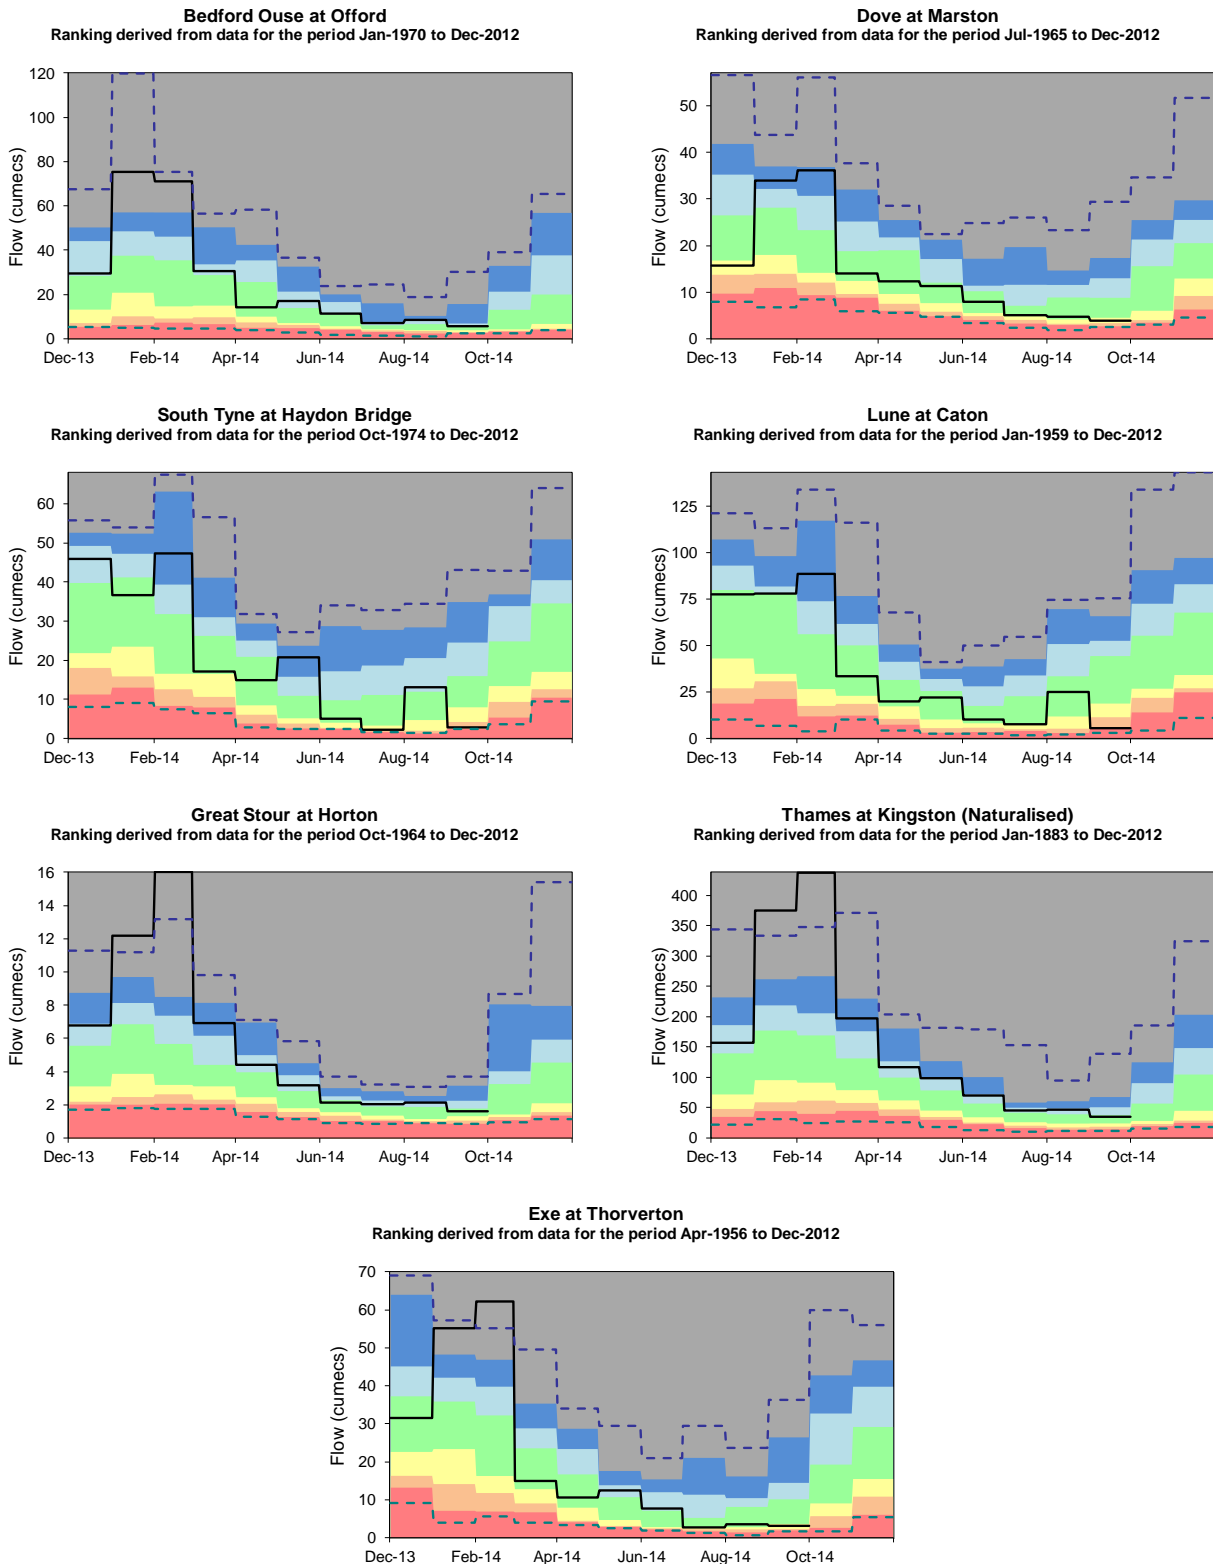 Bedford Ouse at Offord
Ranking derived from data for the period Jan-1970 to Dec-2012
120
100
80
60
40
20
0
Flow (cumecs)
Dec-13 Feb-14 Apr-14 Jun-14 Aug-14 Oct-14
Dove at Marston
Ranking derived from data for the period Jul-1965 to Dec-2012
50
40
30
20
10
0
Flow (cumecs)
Dec-13 Feb-14 Apr-14 Jun-14 Aug-14 Oct-14
South Tyne at Haydon Bridge
Ranking derived from data for the period Oct-1974 to Dec-2012
60
50
40
30
20
10
0
Flow (cumecs)
Dec-13 Feb-14 Apr-14 Jun-14 Aug-14 Oct-14
Lune at Caton
Ranking derived from data for the period Jan-1959 to Dec-2012
125
100
75
50
25
0
Flow (cumecs)
Dec-13 Feb-14 Apr-14 Jun-14 Aug-14 Oct-14
Great Stour at Horton
Ranking derived from data for the period Oct-1964 to Dec-2012
16
14
12
10
8
6
4
2
0
Flow (cumecs)
Dec-13 Feb-14 Apr-14 Jun-14 Aug-14 Oct-14
Thames at Kingston (Naturalised)
Ranking derived from data for the period Jan-1883 to Dec-2012
400
350
300
250
200
150
100
50
0
Flow (cumecs)
Dec-13 Feb-14 Apr-14 Jun-14 Aug-14 Oct-14
Exe at Thorverton
Ranking derived from data for the period Apr-1956 to Dec-2012
70
60
50
40
30
20
10
0
Flow (cumecs)
Dec-13 Feb-14 Apr-14 Jun-14 Aug-14 Oct-14